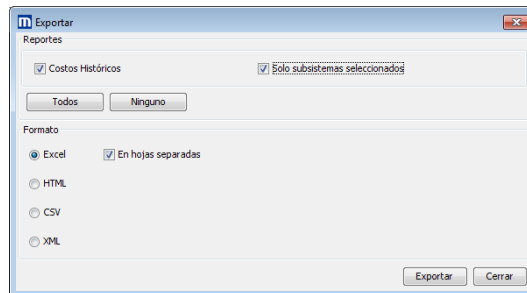 Exportar
Reportes
Costos Históricos
Solo subsistemas seleccionados
Todos
Ninguno
Formato
Excel
En hojas separadas
HTML
CSV
XML
Exportar
Cerrar